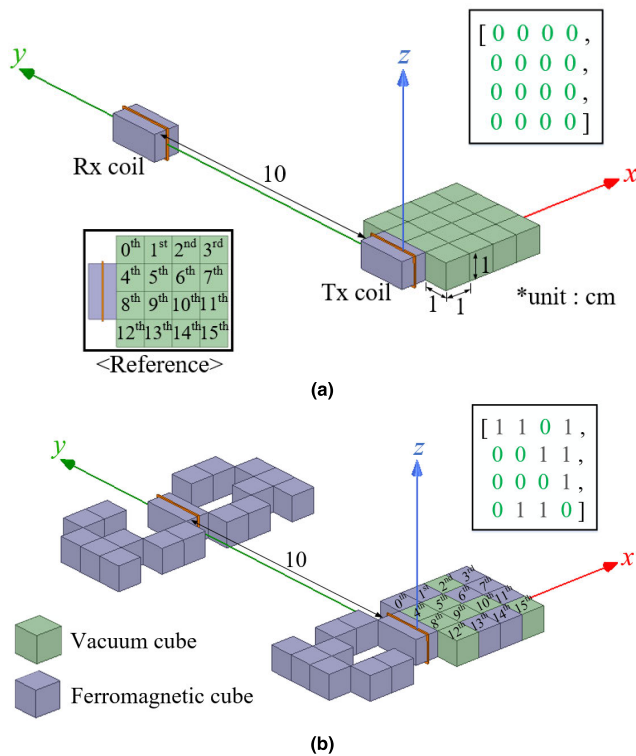 [ 0 0 0 0 ,
0 0 0 0 ,
0 0 0 0 ,
0 0 0 0 ]
y
z
x
Rx coil
10
Tx coil
1
1 1
*unit : cm
0th 1st 2nd 3rd
4th 5th 6th 7th
8th 9th 10th 11th
12th 13th 14th 15th
<Reference>
(a)
[ 1 1 0 1 ,
0 0 1 1 ,
0 0 0 1 ,
0 1 1 0 ]
y
z
x
10
0th 1st 2nd 3rd
4th 5th 6th 7th
8th 9th 10th 11th
12th 13th 14th 15th
Vacuum cube
Ferromagnetic cube
(b)